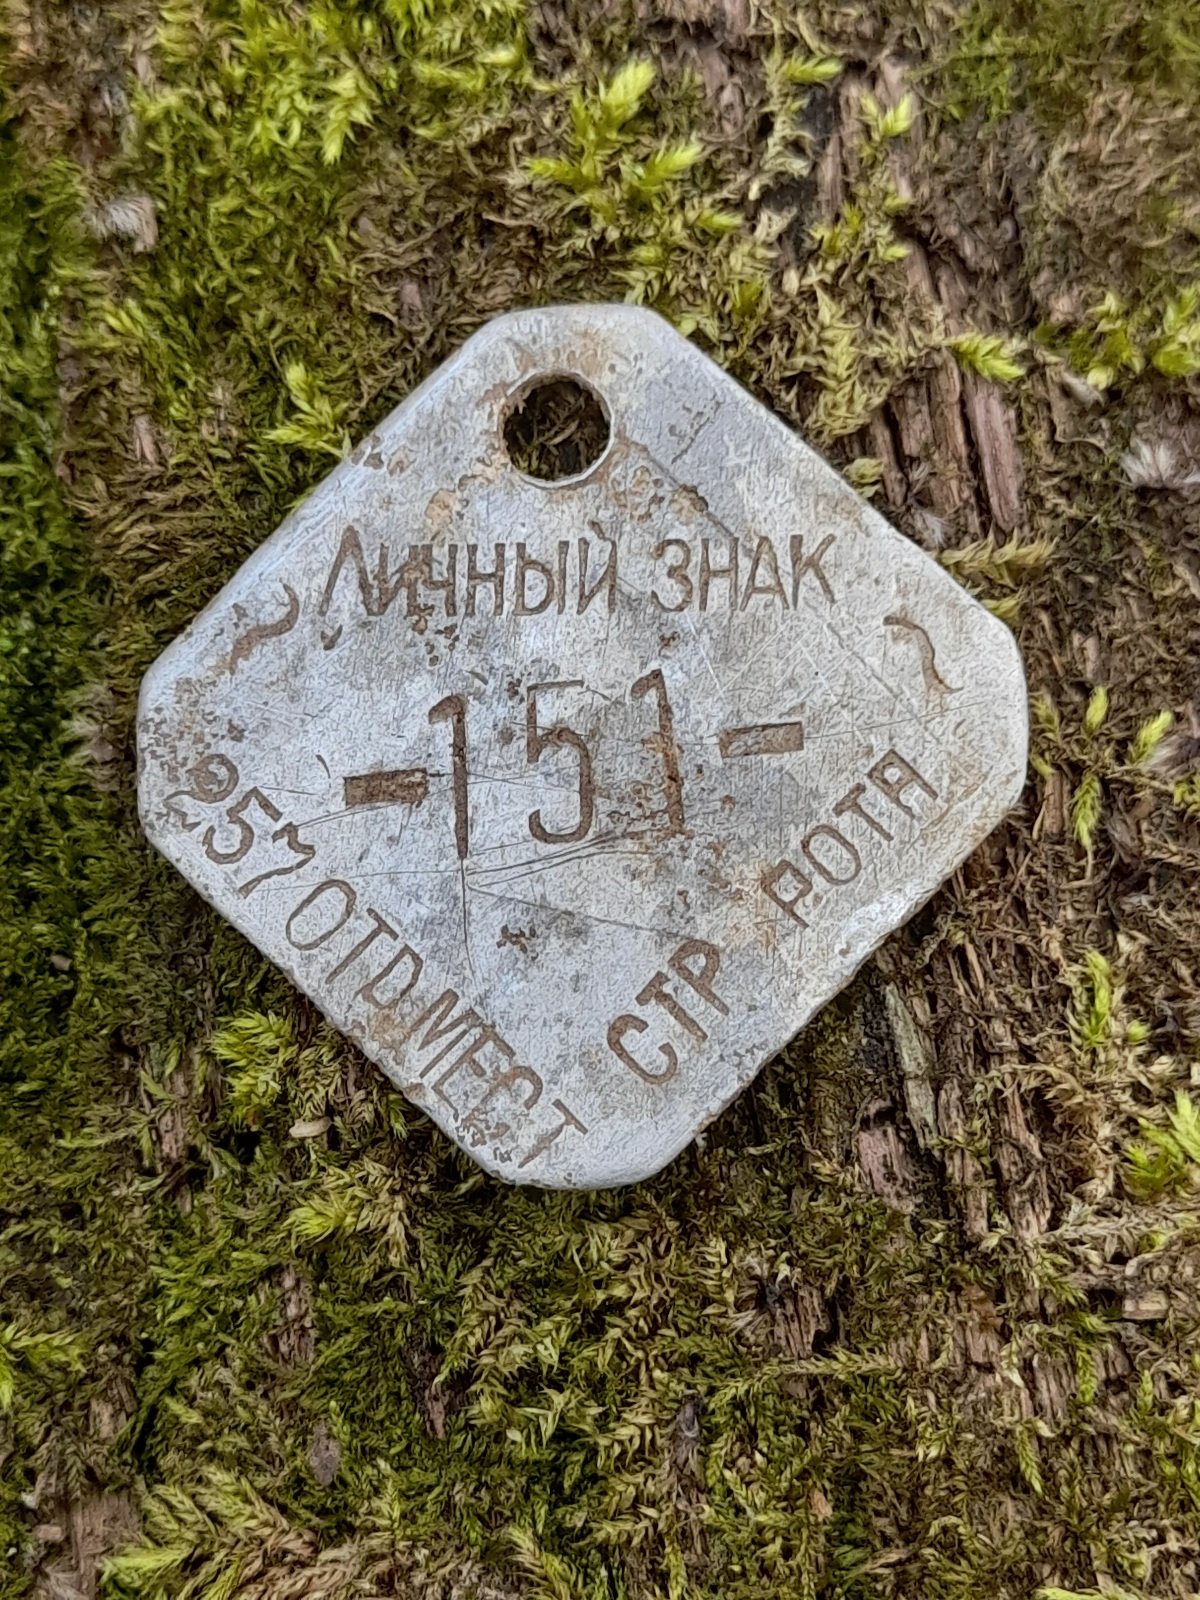 ЛИЧНЫЙ ЗНАК
-151-
257 ОТД МЕСТ
СТР РОТА